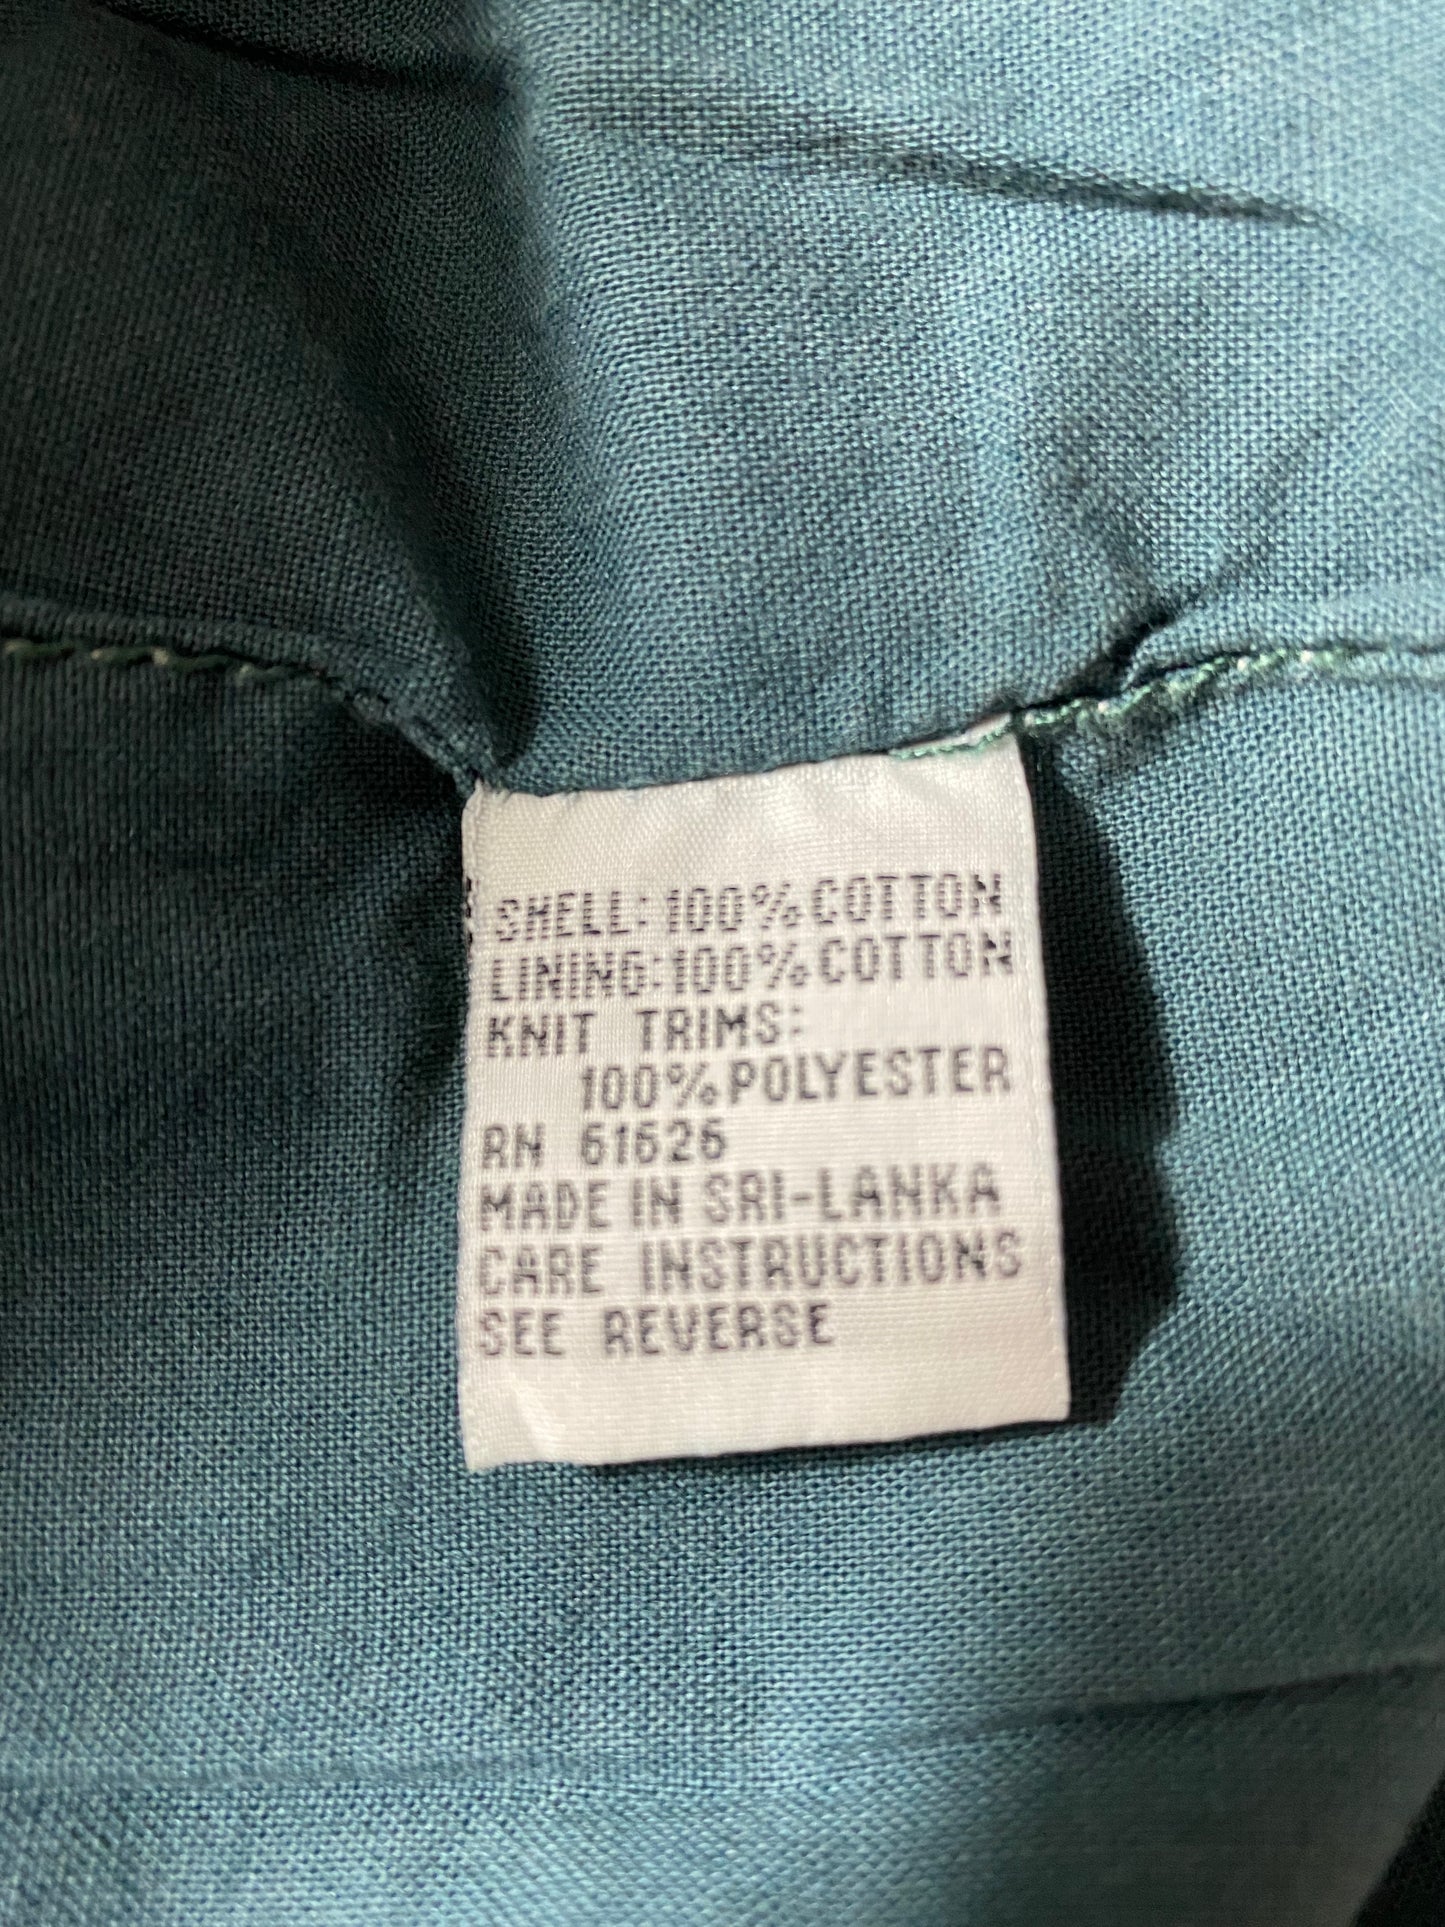 SHELL: 100% COTTON
LINING: 100% COTTON
KNIT TRIMS:
100% POLYESTER
RN 61626
MADE IN SRI-LANKA
CARE INSTRUCTIONS
SEE REVERSE